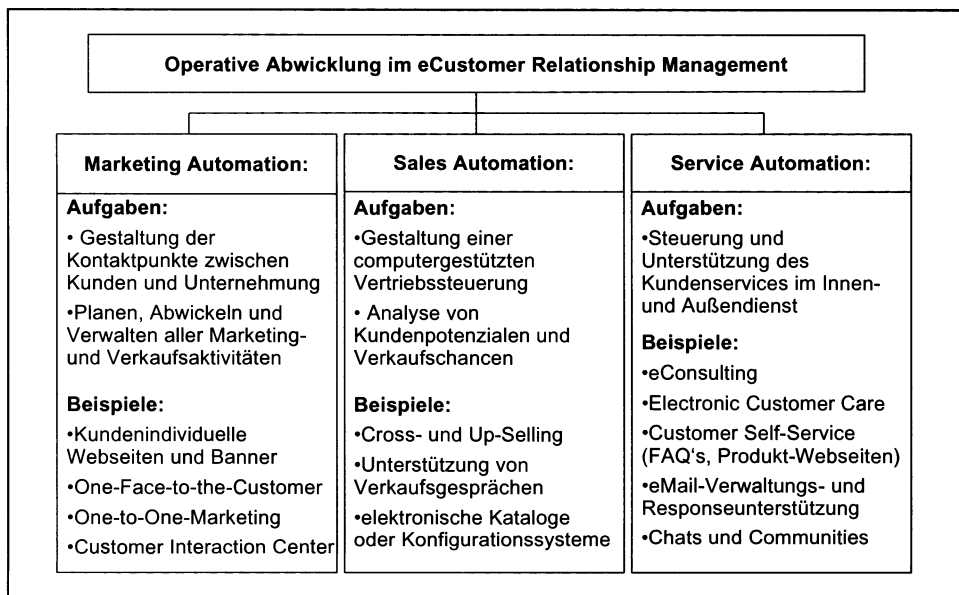 Operative Abwicklung im eCustomer Relationship Management
Marketing Automation:
Aufgaben:
• Gestaltung der
Kontaktpunkte zwischen
Kunden und Unternehmung
•Planen, Abwickeln und
Verwalten aller Marketing-
und Verkaufsaktivitäten
Beispiele:
•Kundenindividuelle
Webseiten und Banner
•One-Face-to-the-Customer
•One-to-One-Marketing
•Customer Interaction Center
Sales Automation:
Aufgaben:
•Gestaltung einer
computergestützten
Vertriebssteuerung
• Analyse von
Kundenpotenzialen und
Verkaufschancen
Beispiele:
•Cross- und Up-Selling
•Unterstützung von
Verkaufsgesprächen
•elektronische Kataloge
oder Konfigurationssysteme
Service Automation:
Aufgaben:
•Steuerung und
Unterstützung des
Kundenservices im Innen-
und Außendienst
Beispiele:
•eConsulting
•Electronic Customer Care
•Customer Self-Service
(FAQ‘s, Produkt-Webseiten)
•eMail-Verwaltungs- und
Responseunterstützung
•Chats und Communities